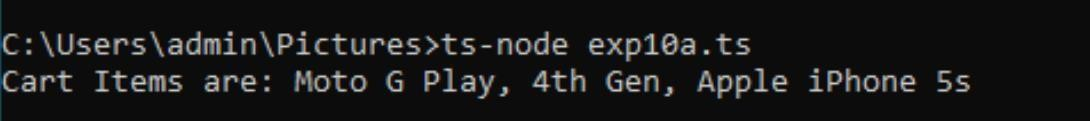 C:\Users\admin\Pictures>ts-node exp10a.ts
Cart Items are: Moto G Play, 4th Gen, Apple iPhone 5s